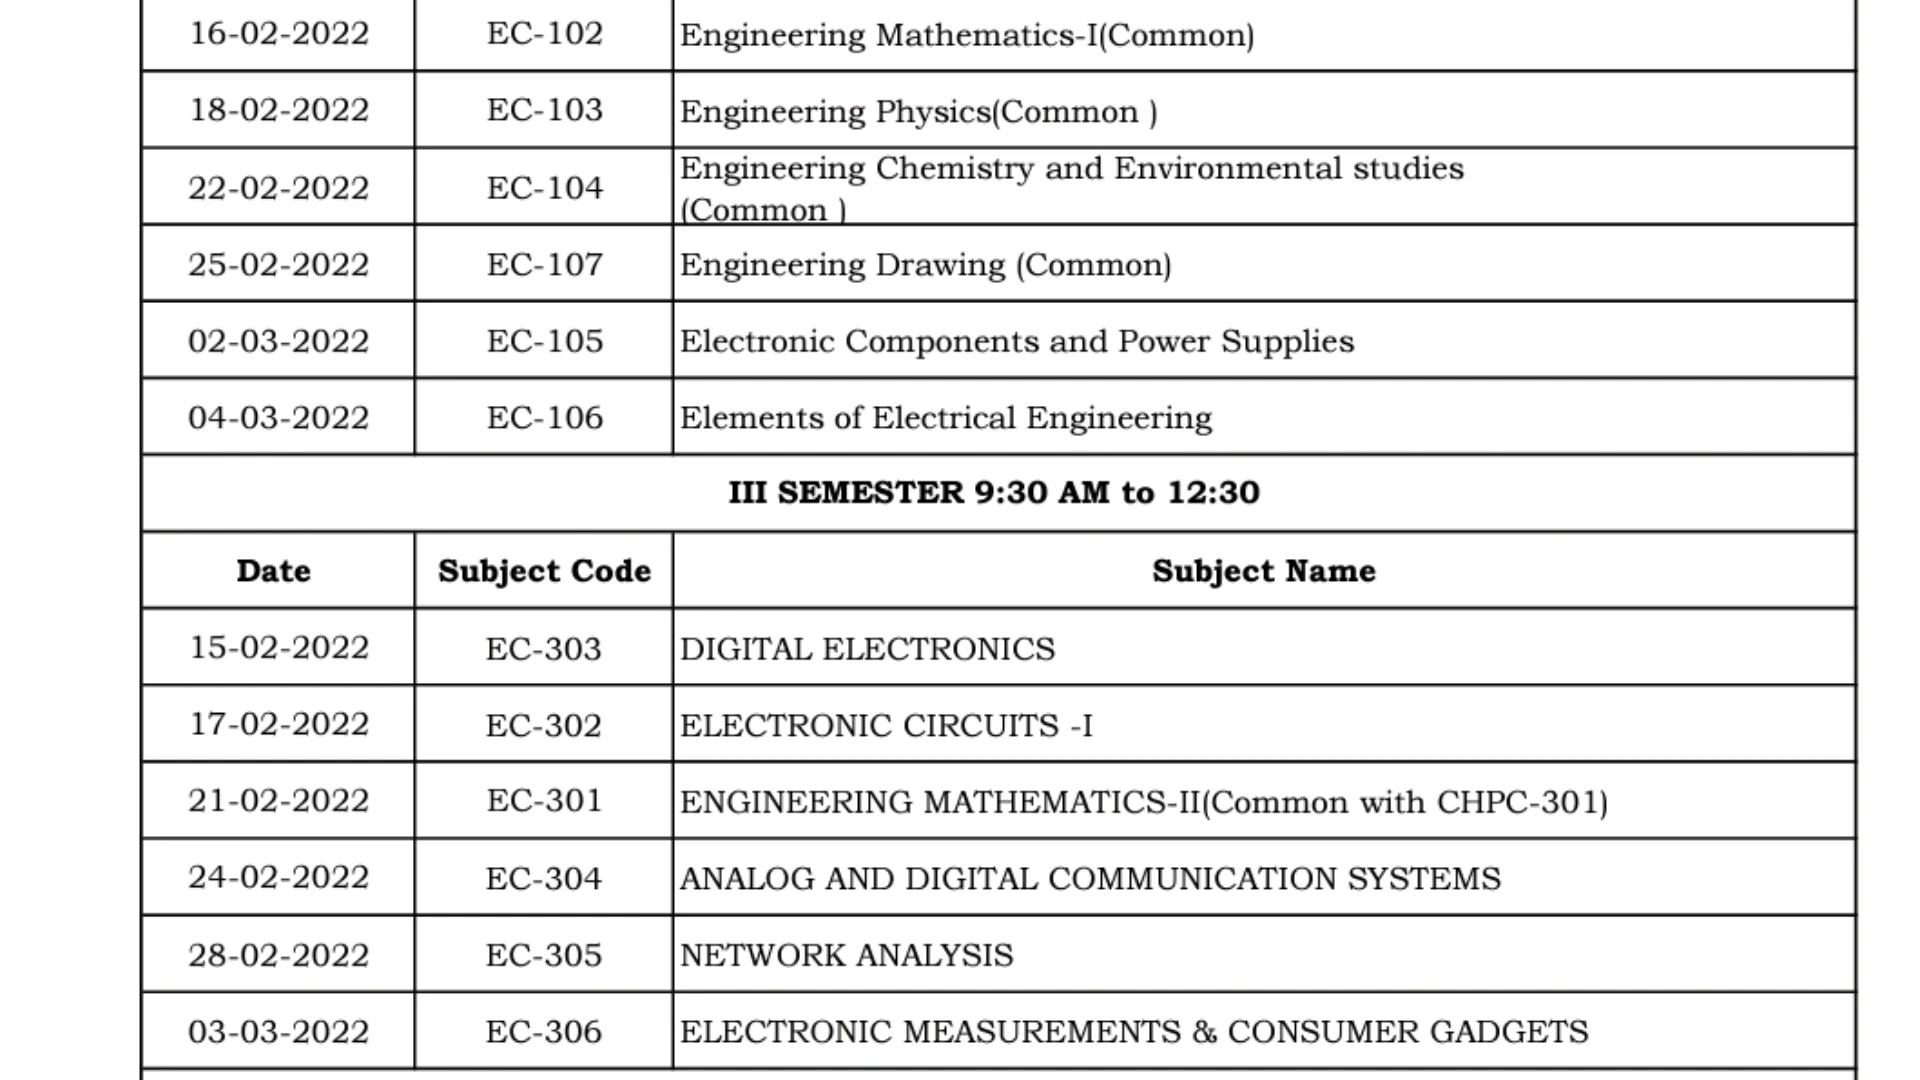 16-02-2022 EC-102 Engineering Mathematics-I(Common)
18-02-2022 EC-103 Engineering Physics(Common )
22-02-2022 EC-104 Engineering Chemistry and Environmental studies
(Common )
25-02-2022 EC-107 Engineering Drawing (Common)
02-03-2022 EC-105 Electronic Components and Power Supplies
04-03-2022 EC-106 Elements of Electrical Engineering
III SEMESTER 9:30 AM to 12:30
Date Subject Code Subject Name
15-02-2022 EC-303 DIGITAL ELECTRONICS
17-02-2022 EC-302 ELECTRONIC CIRCUITS -I
21-02-2022 EC-301 ENGINEERING MATHEMATICS-II(Common with CHPC-301)
24-02-2022 EC-304 ANALOG AND DIGITAL COMMUNICATION SYSTEMS
28-02-2022 EC-305 NETWORK ANALYSIS
03-03-2022 EC-306 ELECTRONIC MEASUREMENTS & CONSUMER GADGETS